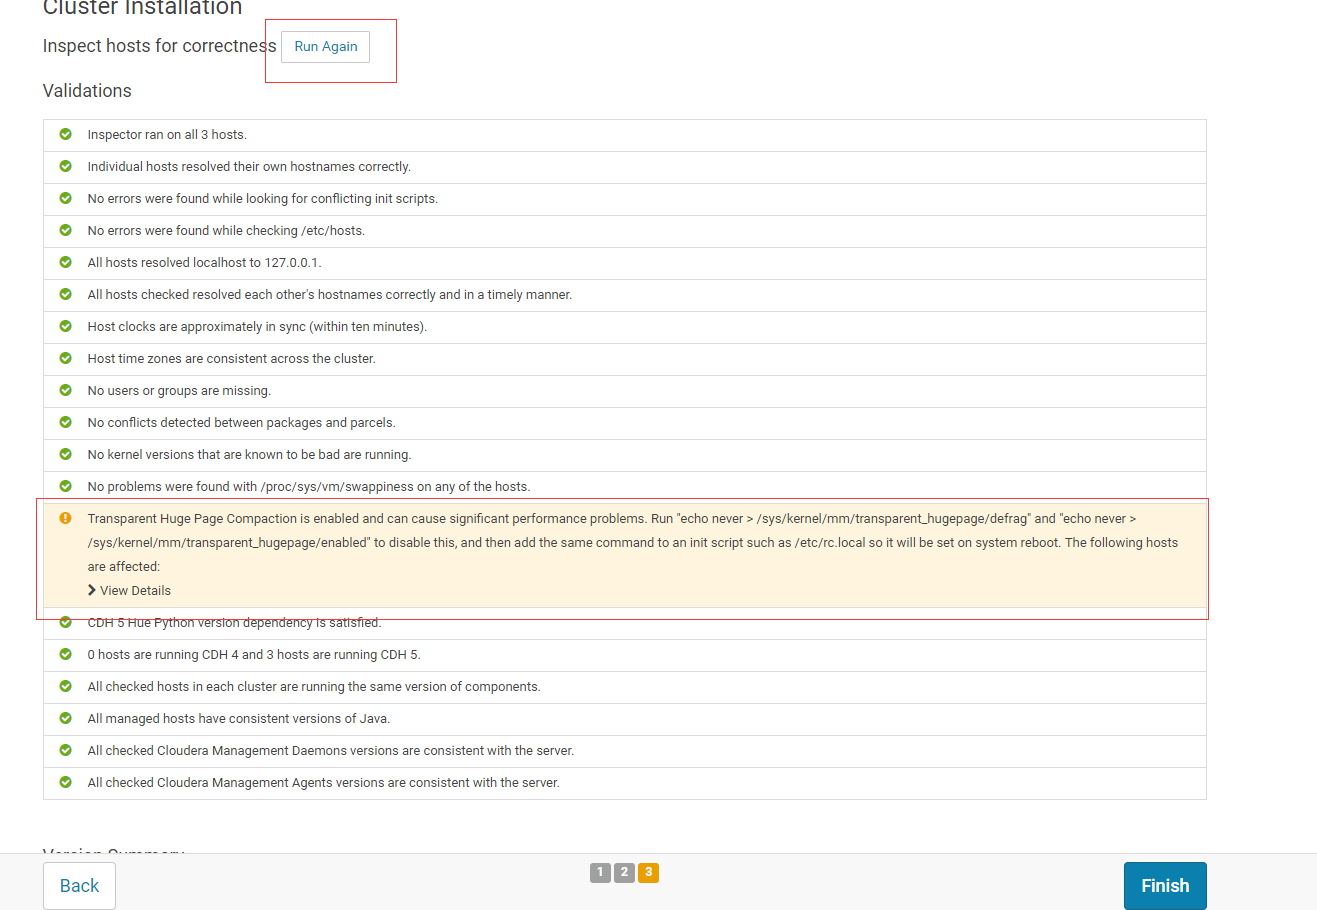 Cluster Installation
Inspect hosts for correctness Run Again
Validations
Inspector ran on all 3 hosts.
Individual hosts resolved their own hostnames correctly.
No errors were found while looking for conflicting init scripts.
No errors were found while checking /etc/hosts.
All hosts resolved localhost to 127.0.0.1.
All hosts checked resolved each other's hostnames correctly and in a timely manner.
Host clocks are approximately in sync (within ten minutes).
Host time zones are consistent across the cluster.
No users or groups are missing.
No conflicts detected between packages and parcels.
No kernel versions that are known to be bad are running.
No problems were found with /proc/sys/vm/swappiness on any of the hosts.
Transparent Huge Page Compaction is enabled and can cause significant performance problems. Run "echo never > /sys/kernel/mm/transparent_hugepage/defrag" and "echo never >
/sys/kernel/mm/transparent_hugepage/enabled" to disable this, and then add the same command to an init script such as /etc/rc.local so it will be set on system reboot. The following hosts
are affected:
View Details
CDH 5 Hue Python version dependency is satisfied.
0 hosts are running CDH 4 and 3 hosts are running CDH 5.
All checked hosts in each cluster are running the same version of components.
All managed hosts have consistent versions of Java.
All checked Cloudera Management Daemons versions are consistent with the server.
All checked Cloudera Management Agents versions are consistent with the server.
Version Summary
Back 1 2 3 Finish